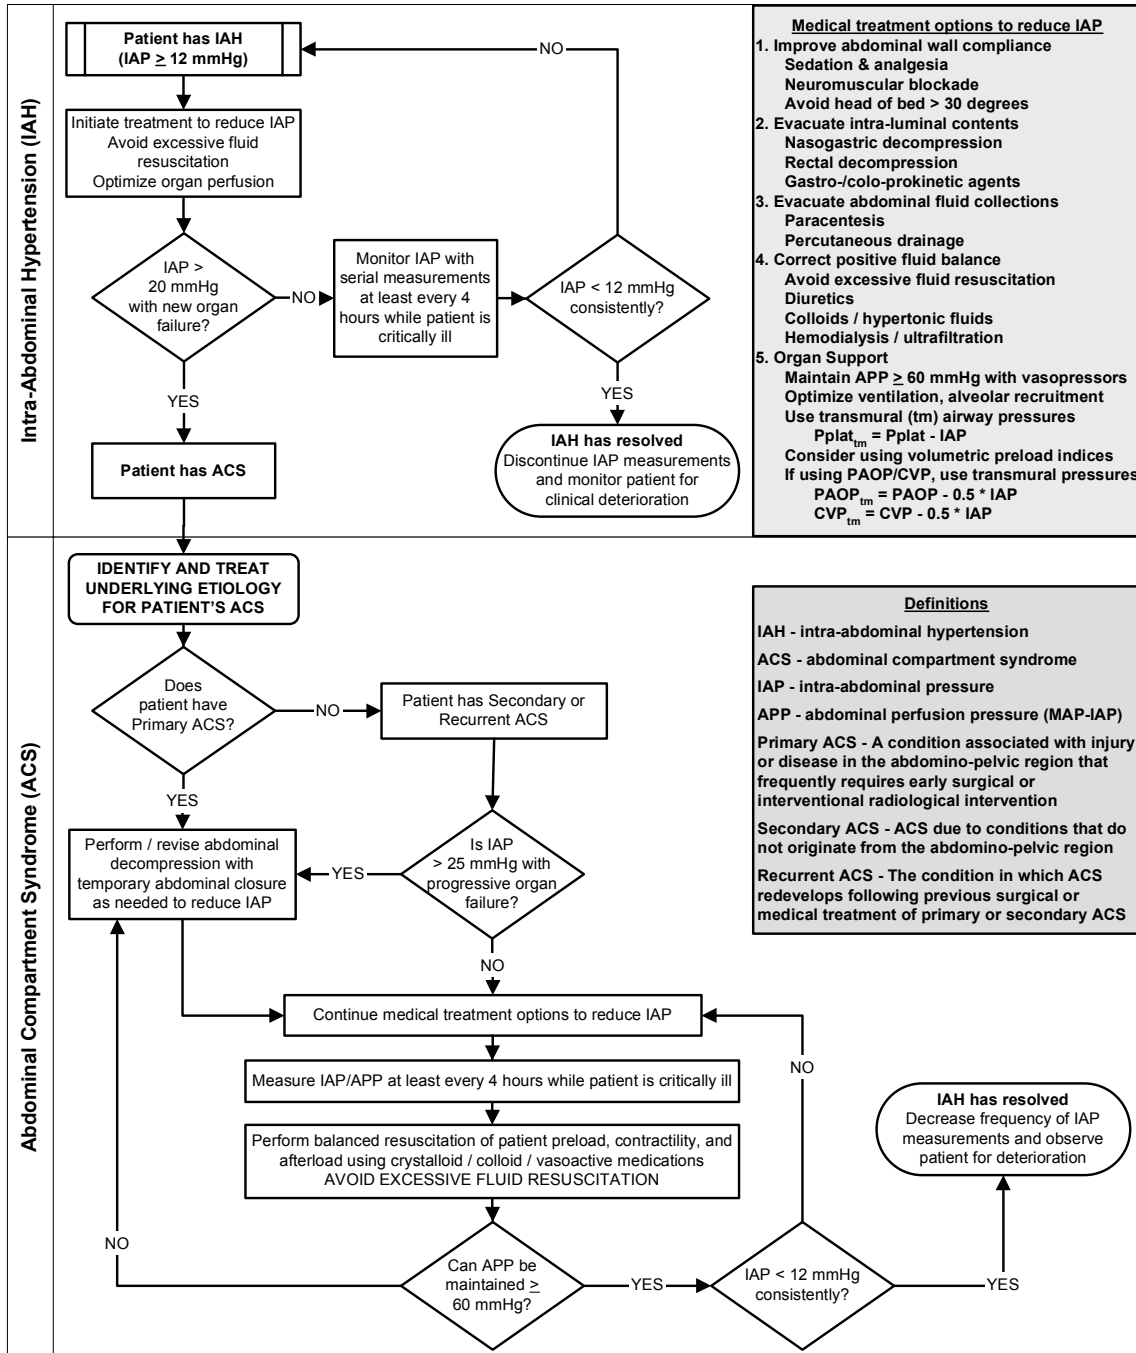 Intra-Abdominal Hypertension (IAH)
Patient has IAH
(IAP ≥ 12 mmHg)
NO
Initiate treatment to reduce IAP
Avoid excessive fluid
resuscitation
Optimize organ perfusion
IAP >
20 mmHg
with new organ
failure?
NO
Monitor IAP with
serial measurements
at least every 4
hours while patient is
critically ill
IAP < 12 mmHg
consistently?
YES
YES
Patient has ACS
IAH has resolved
Discontinue IAP measurements
and monitor patient for
clinical deterioration
Medical treatment options to reduce IAP
1. Improve abdominal wall compliance
Sedation & analgesia
Neuromuscular blockade
Avoid head of bed > 30 degrees
2. Evacuate intra-luminal contents
Nasogastric decompression
Rectal decompression
Gastro-/colo-prokinetic agents
3. Evacuate abdominal fluid collections
Paracentesis
Percutaneous drainage
4. Correct positive fluid balance
Avoid excessive fluid resuscitation
Diuretics
Colloids / hypertonic fluids
Hemodialysis / ultrafiltration
5. Organ Support
Maintain APP ≥ 60 mmHg with vasopressors
Optimize ventilation, alveolar recruitment
Use transmural (tm) airway pressures
Pplat tm = Pplat - IAP
Consider using volumetric preload indices
If using PAOP/CVP, use transmural pressures
PAOP tm = PAOP - 0.5 * IAP
CVP tm = CVP - 0.5 * IAP
Abdominal Compartment Syndrome (ACS)
IDENTIFY AND TREAT
UNDERLYING ETIOLOGY
FOR PATIENT'S ACS
Does
patient have
Primary ACS?
NO
Patient has Secondary or
Recurrent ACS
YES
Perform / revise abdominal
decompression with
temporary abdominal closure
as needed to reduce IAP
YES
Is IAP
> 25 mmHg with
progressive organ
failure?
NO
Continue medical treatment options to reduce IAP
Measure IAP/APP at least every 4 hours while patient is critically ill
Perform balanced resuscitation of patient preload, contractility, and
afterload using crystalloid / colloid / vasoactive medications
AVOID EXCESSIVE FLUID RESUSCITATION
NO
Can APP be
maintained ≥
60 mmHg?
YES
IAP < 12 mmHg
consistently?
NO
YES
IAH has resolved
Decrease frequency of IAP
measurements and observe
patient for deterioration
Definitions
IAH - intra-abdominal hypertension
ACS - abdominal compartment syndrome
IAP - intra-abdominal pressure
APP - abdominal perfusion pressure (MAP-IAP)
Primary ACS - A condition associated with injury
or disease in the abdomino-pelvic region that
frequently requires early surgical or
interventional radiological intervention
Secondary ACS - ACS due to conditions that do
not originate from the abdomino-pelvic region
Recurrent ACS - The condition in which ACS
redevelops following previous surgical or
medical treatment of primary or secondary ACS